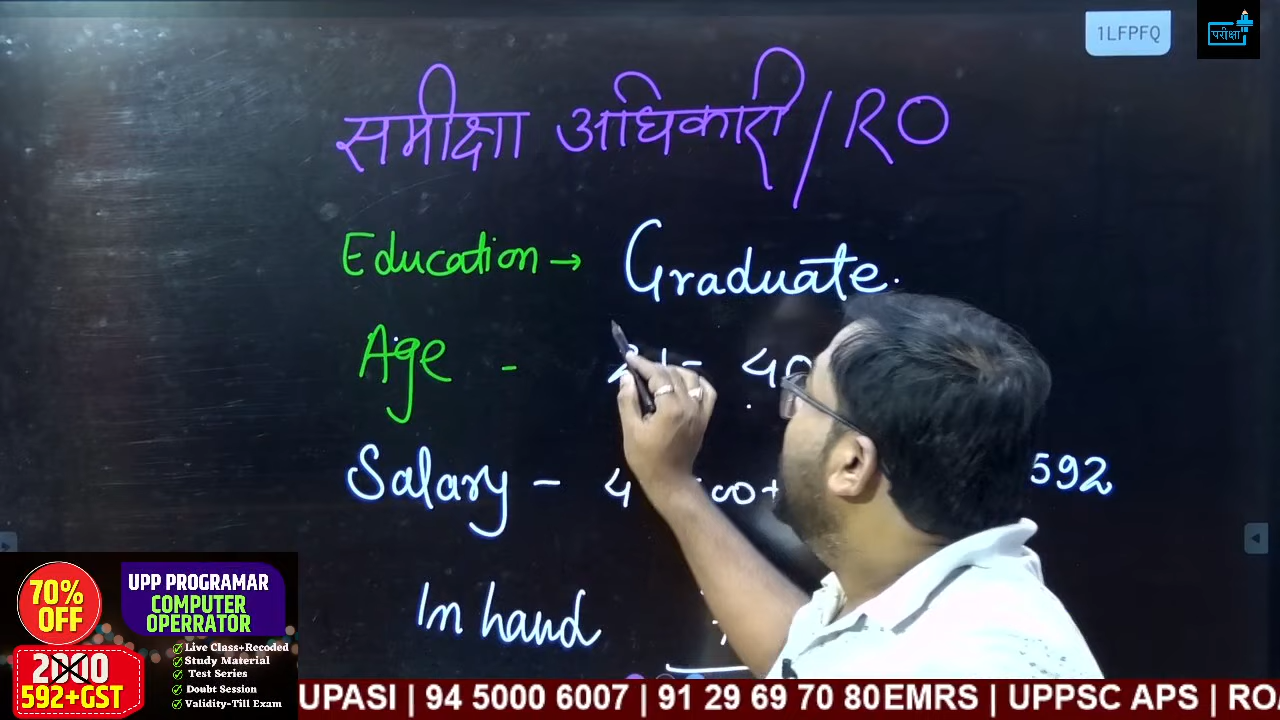 1LFPFQ
परीक्षा
समीक्षा अधिकारी / RO
Education → Graduate.
Age - 21- 40
Salary - 592
In hand
70% OFF
UPP PROGRAMAR
COMPUTER
OPERRATOR
592+GST
Live Class+Recoded
Study Material
Test Series
Doubt Session
Validity-Till Exam
UPASI | 94 5000 6007 | 91 29 69 70 80EMRS | UPPSC APS |